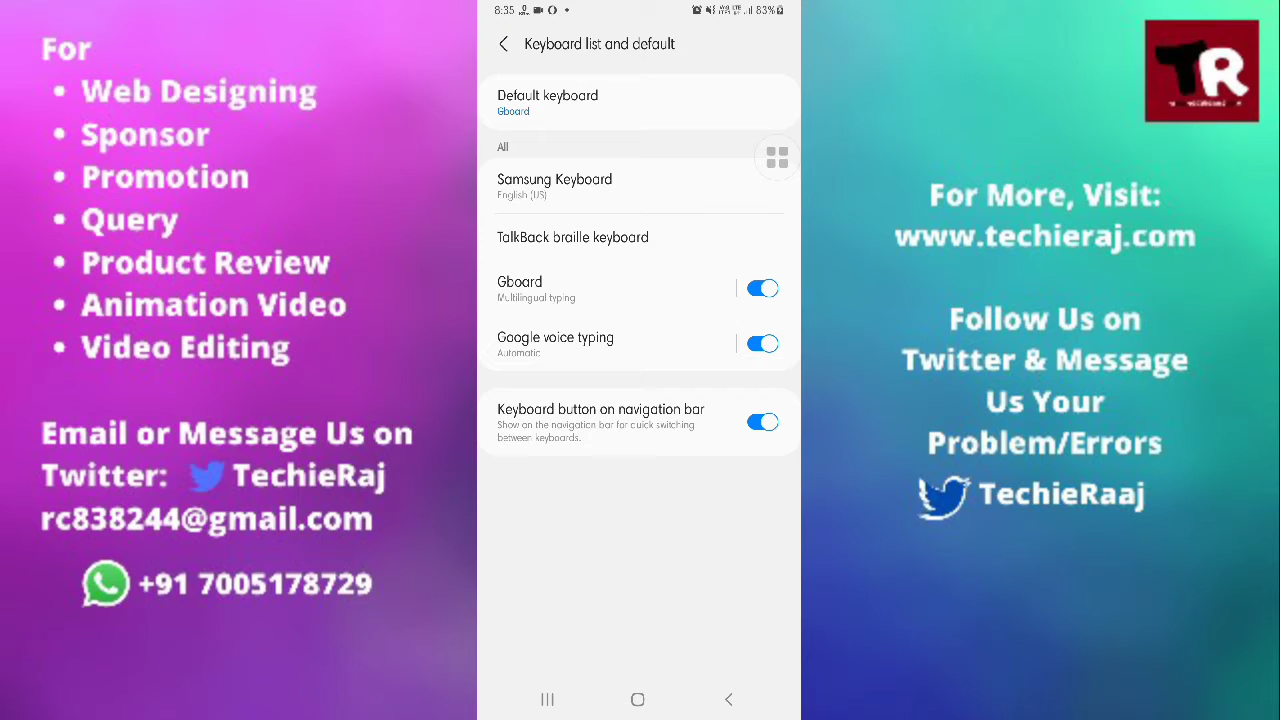 For
• Web Designing
• Sponsor
• Promotion
• Query
• Product Review
• Animation Video
• Video Editing
Email or Message Us on
Twitter: TechieRaj
rc838244@gmail.com
+91 7005178729
8:35
83%
Keyboard list and default
Default keyboard
Gboard
All
Samsung Keyboard
English (US)
TalkBack braille keyboard
Gboard
Multilingual typing
Google voice typing
Automatic
Keyboard button on navigation bar
Show on the navigation bar for quick switching
between keyboards.
TR
For More, Visit:
www.techieraj.com
Follow Us on
Twitter & Message
Us Your
Problem/Errors
TechieRaaj